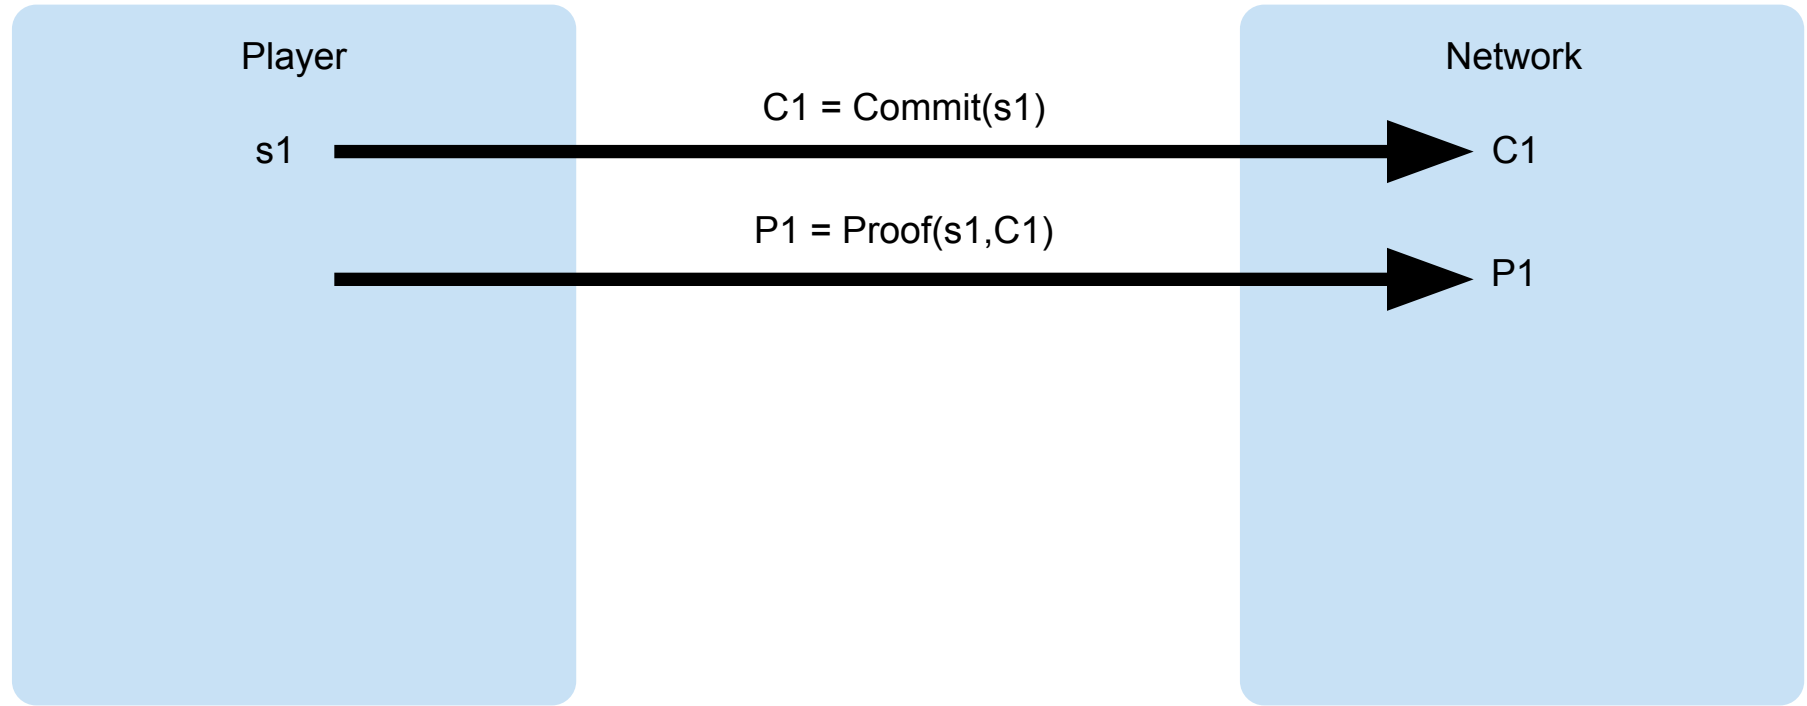 Player
Network
C1 = Commit(s1)
s1
C1
P1 = Proof(s1,C1)
P1